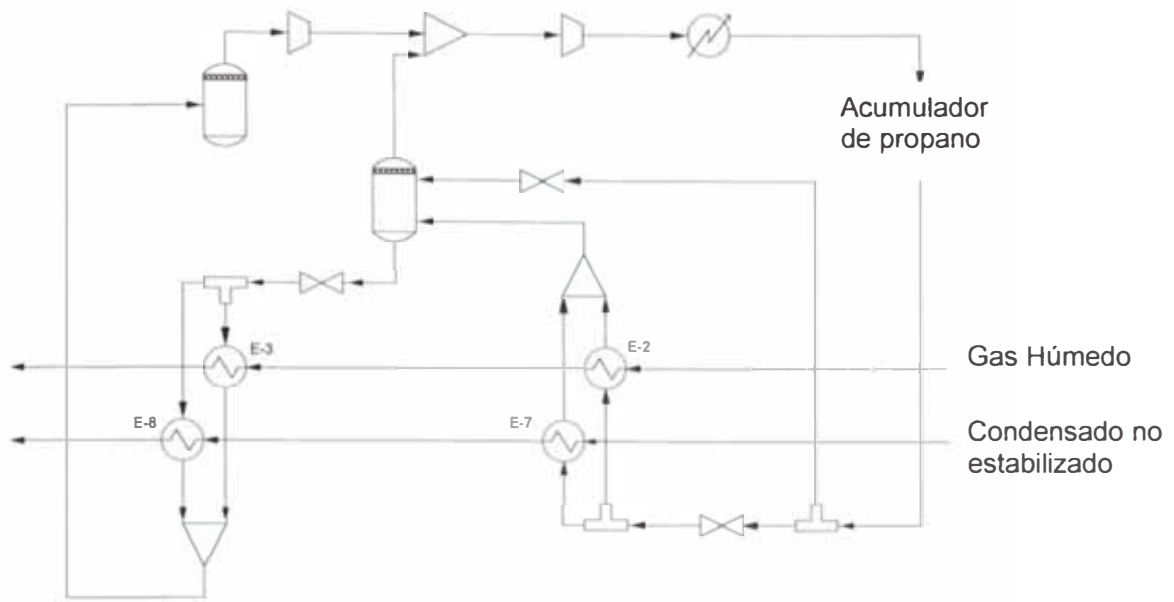 Acumulador
de propano
E-3
E-2
Gas Húmedo
E-8
E-7
Condensado no
estabilizado